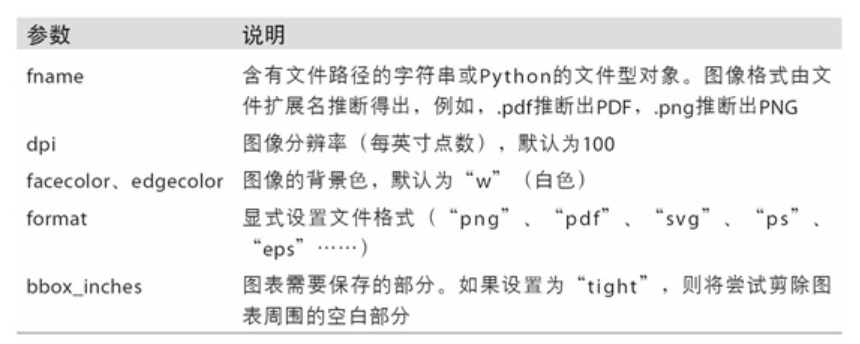 参数 说明
fname 含有文件路径的字符串或Python的文件型对象。图像格式由文
件扩展名推断得出，例如，.pdf推断出PDF，.png推断出PNG
dpi 图像分辨率（每英寸点数），默认为100
facecolor、edgecolor 图像的背景色，默认为“w”（白色）
format 显式设置文件格式（“png”、“pdf”、“svg”、“ps”、
“eps”……）
bbox_inches 图表需要保存的部分。如果设置为“tight”，则将尝试剪除图
表周围的空白部分